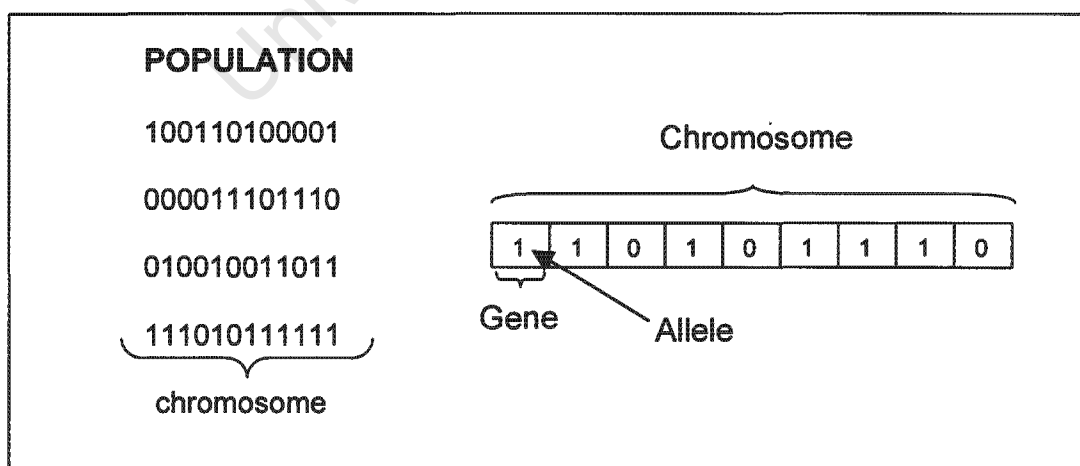 POPULATION
100110100001
000011101110
010010011011
111010111111
chromosome
Chromosome
1 1 0 1 0 1 1 1 0
Gene
Allele